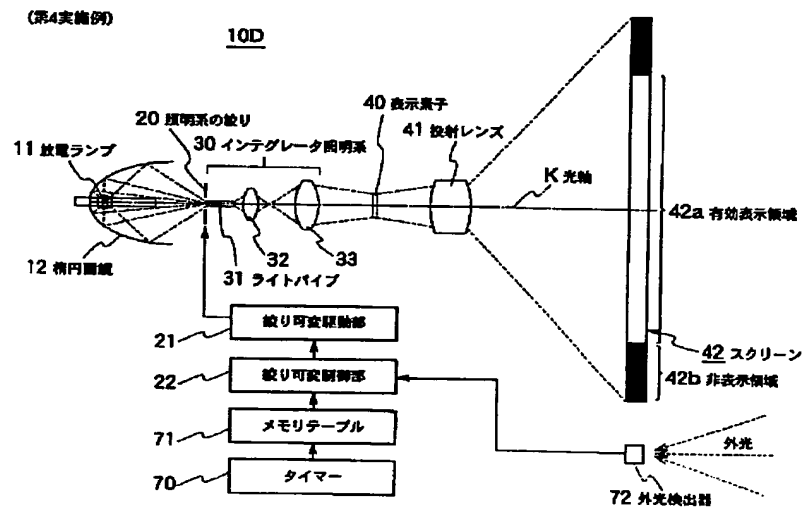 (第4実施例)
10D
20 照明系の絞り
30 インテグレータ照明系
40 表示素子
41 投射レンズ
11 放電ランプ
K 光軸
42a 有効表示領域
12 楕円面鏡
32
33
31 ライトパイプ
絞り可変駆動部
21
42 スクリーン
絞り可変制御部
22
42b 非表示領域
メモリテーブル
71
外光
タイマー
70
72 外光検出器